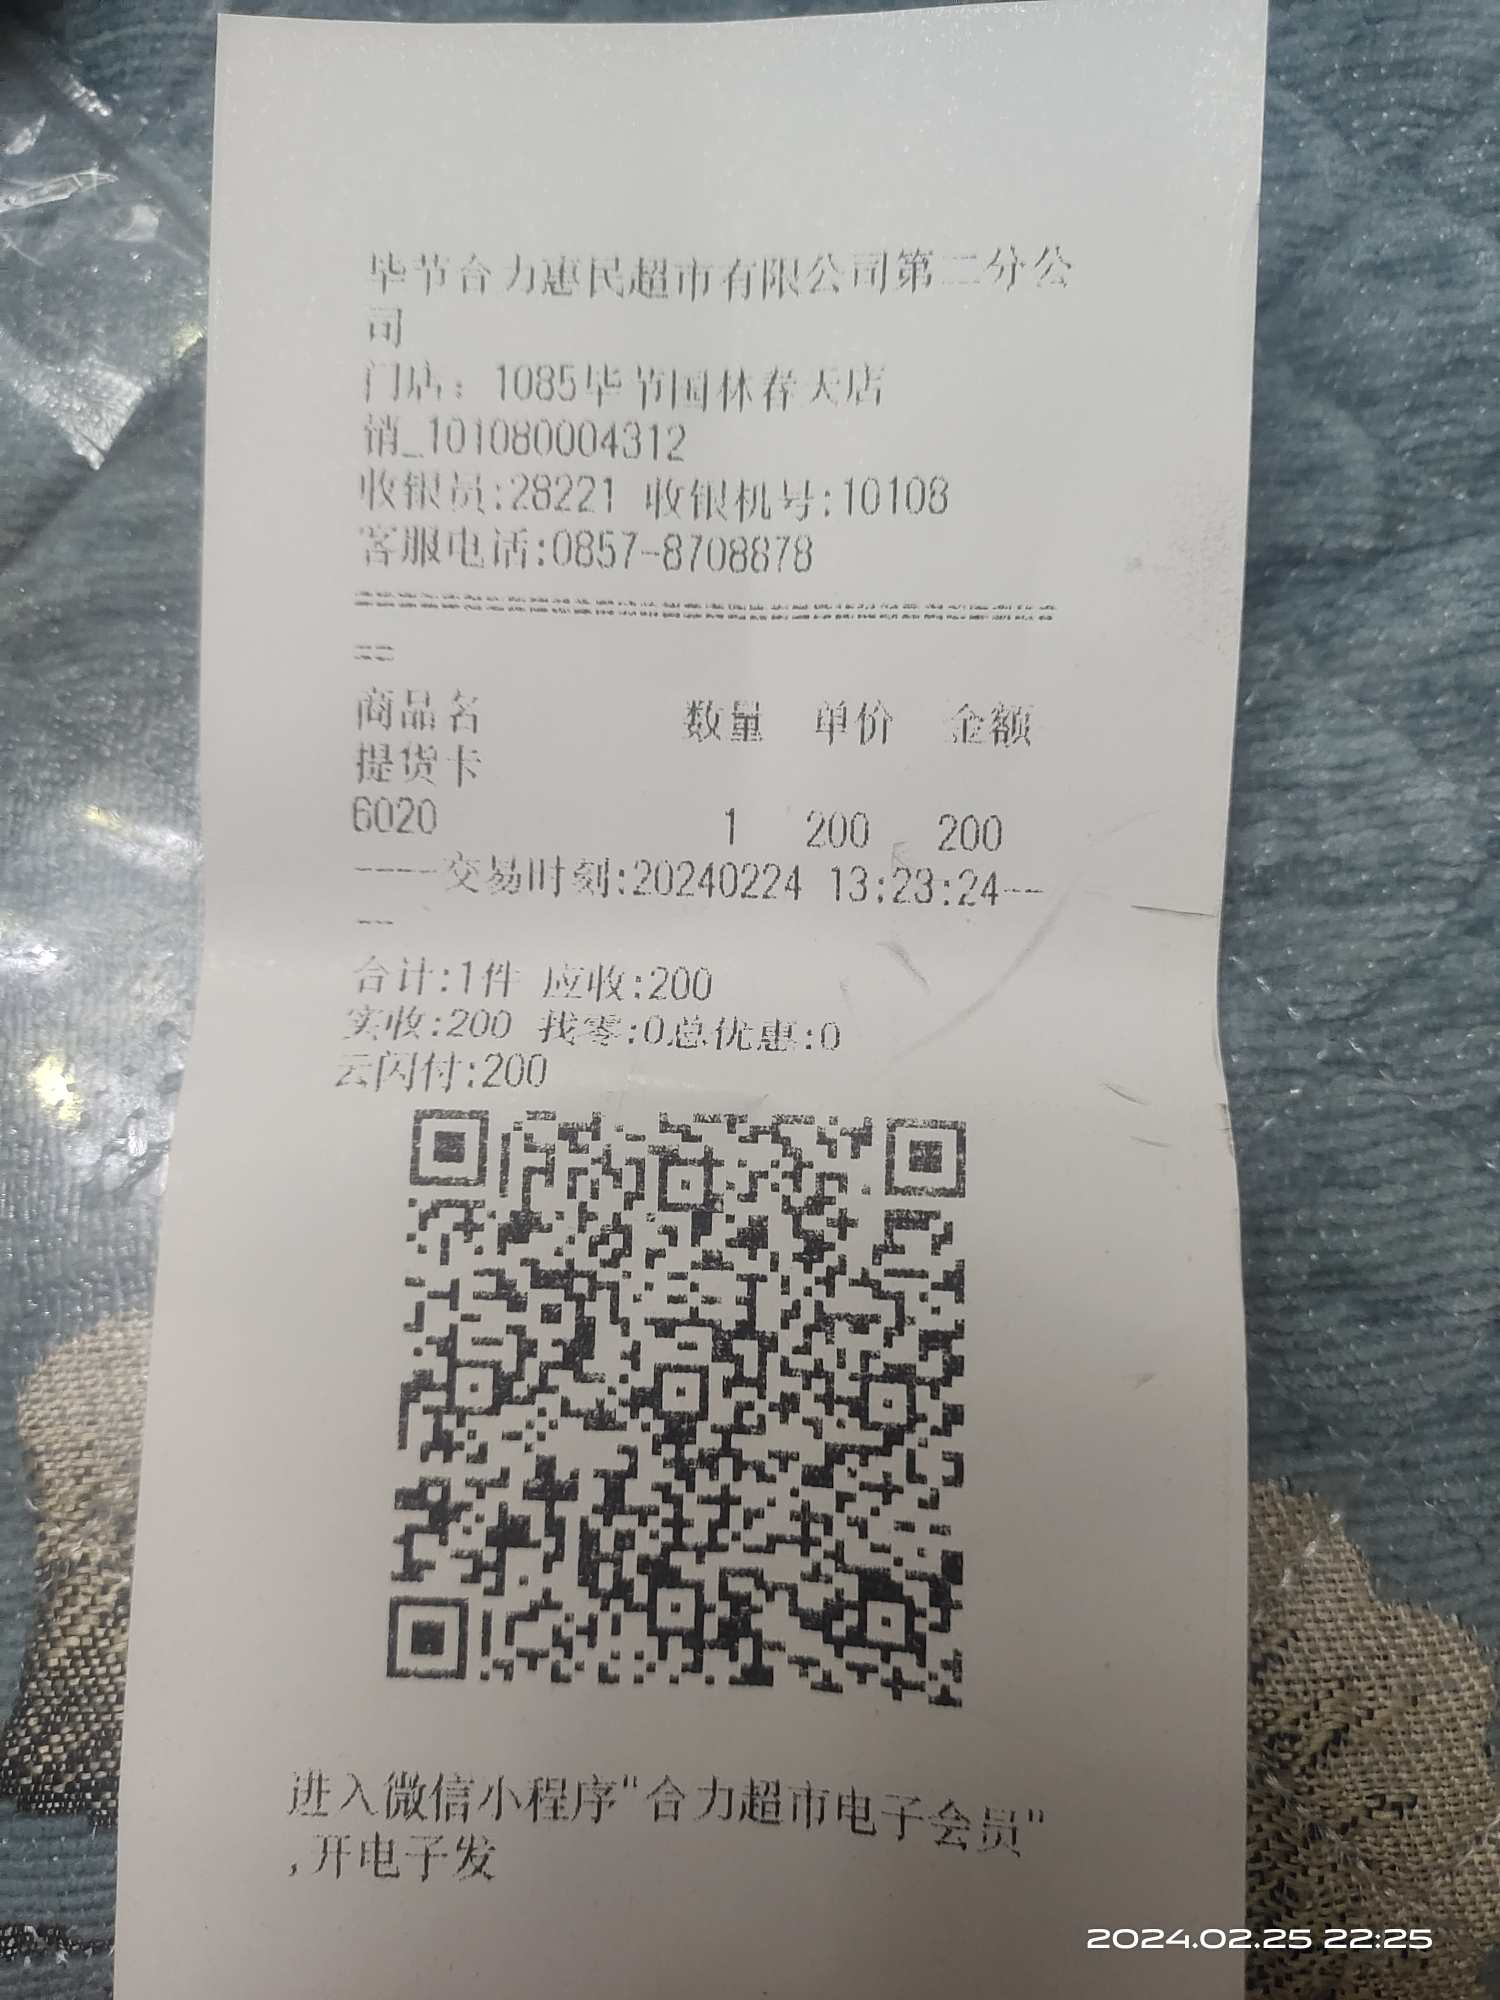 毕节合力惠民超市有限公司第二分公
司
门店：1085毕节园林春天店
销_101080004312
收银员:28221 收银机号:10108
客服电话:0857-8708878
==
商品名 数量 单价 金额
提货卡
6020 1 200 200
----交易时刻:20240224 13:23:24--
--
合计:1件 应收:200
实收:200 找零:0总优惠:0
云闪付:200
进入微信小程序"合力超市电子会员"
,开电子发
2024.02.25 22:25